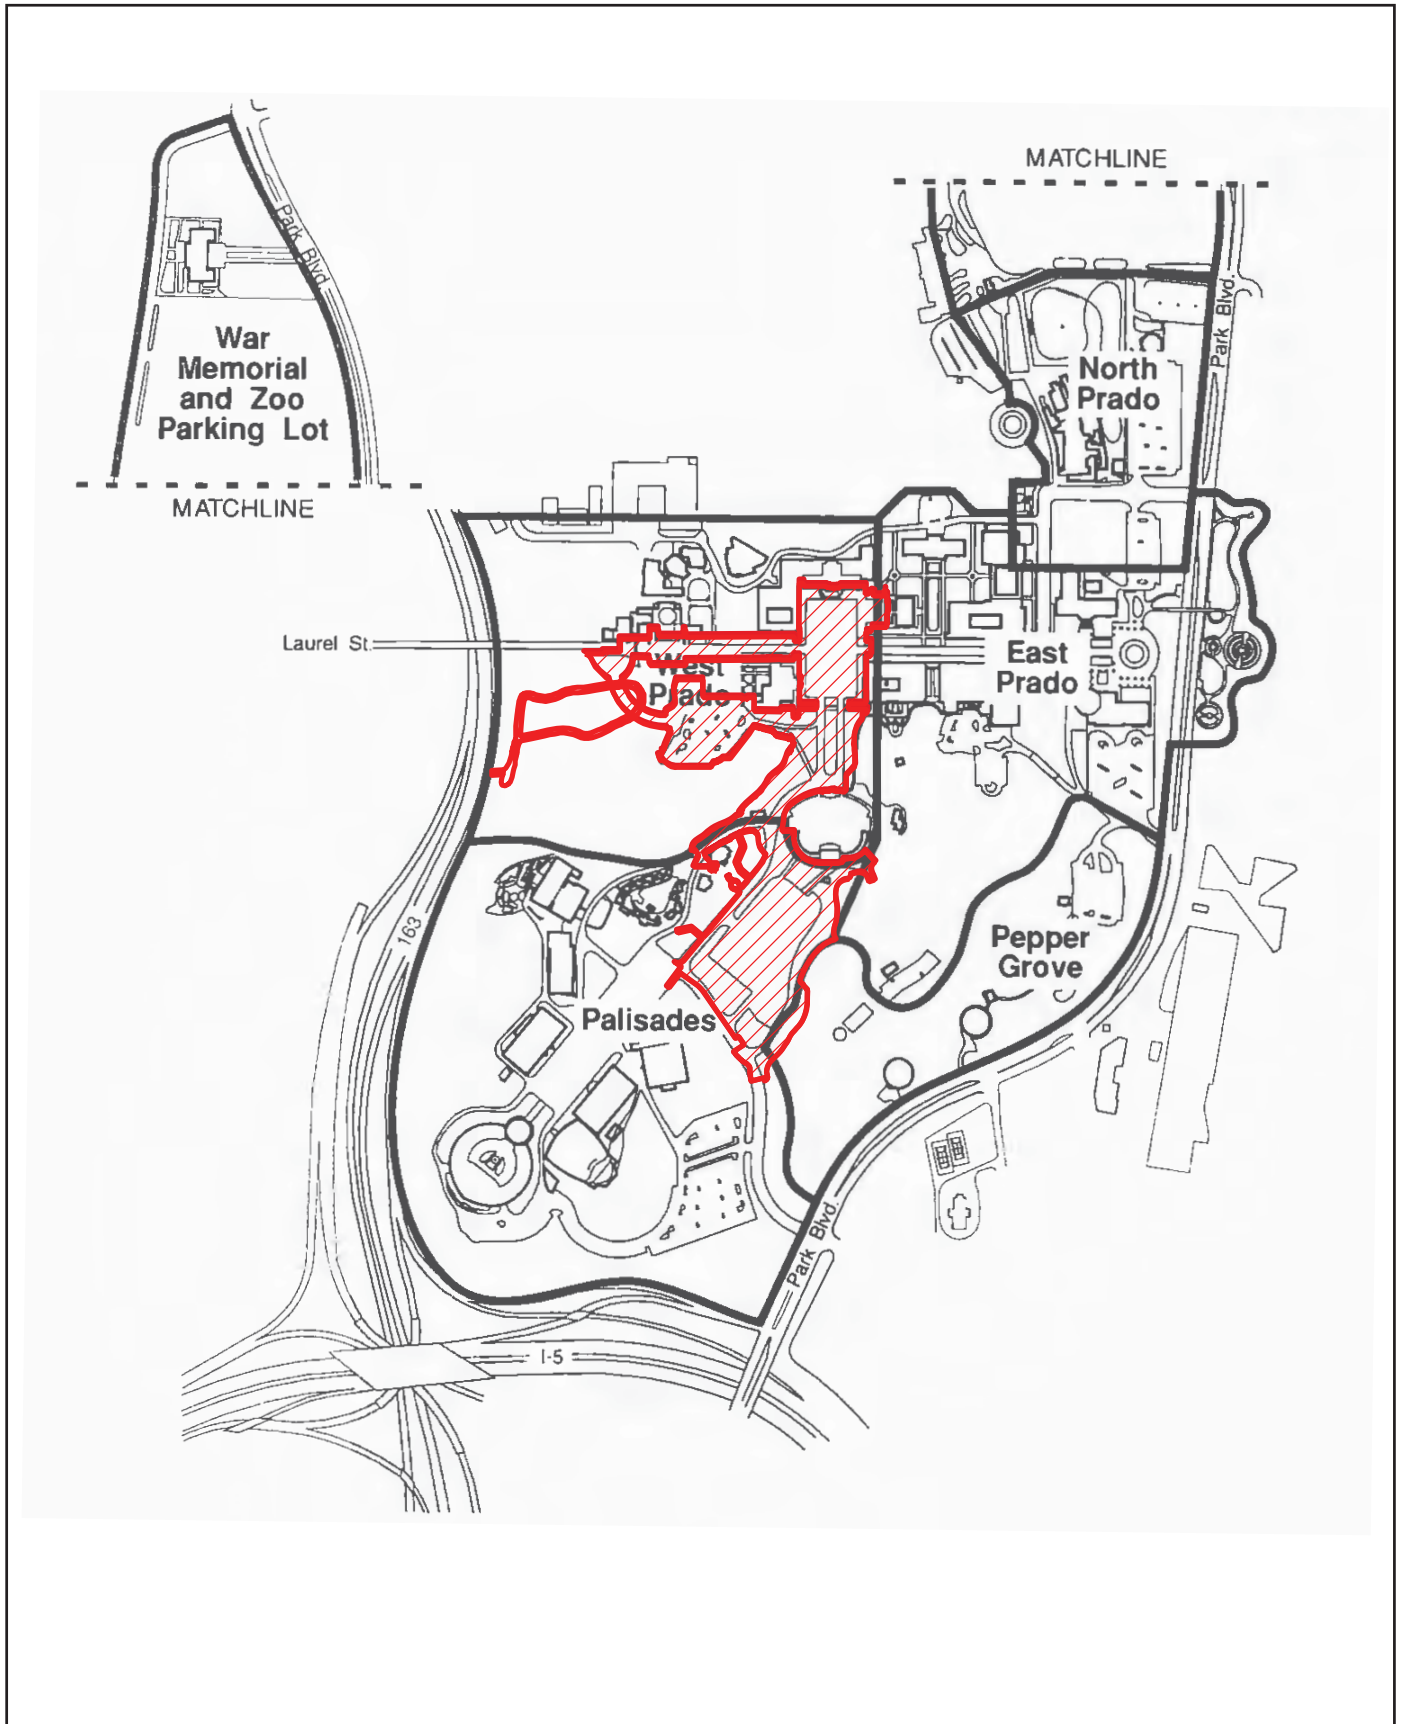 MATCHLINE
Park Blvd.
Park Blvd.
War
Memorial
and Zoo
Parking Lot
North
Prado
MATCHLINE
Laurel St.
West
Prado
East
Prado
163
Pepper
Grove
Palisades
Park Blvd.
I-5